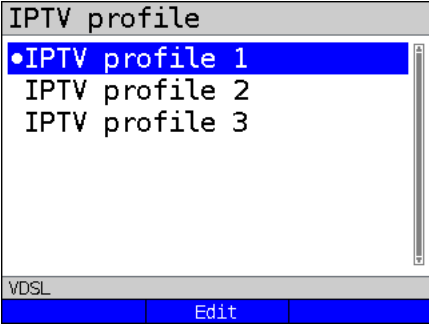 IPTV profile
●IPTV profile 1
IPTV profile 2
IPTV profile 3
VDSL
Edit